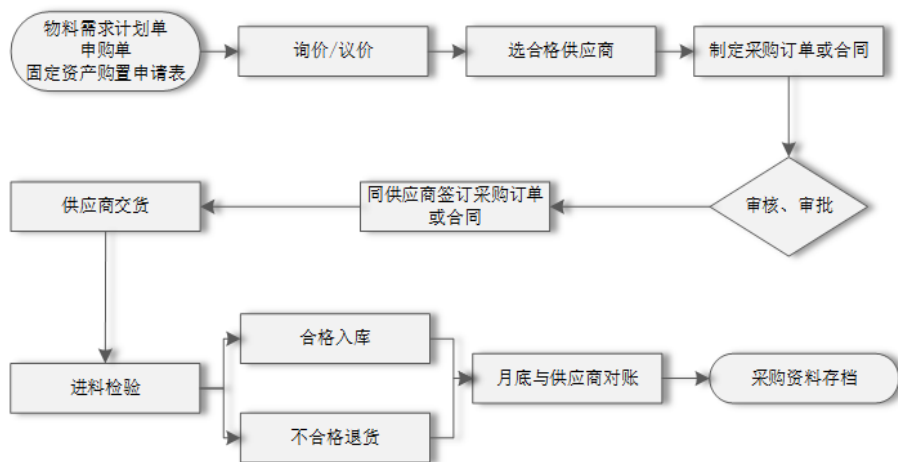 物料需求计划单
申购单
固定资产购置申请表
询价/议价
选合格供应商
制定采购订单或合同
审核、审批
同供应商签订采购订单
或合同
供应商交货
进料检验
合格入库
不合格退货
月底与供应商对账
采购资料存档